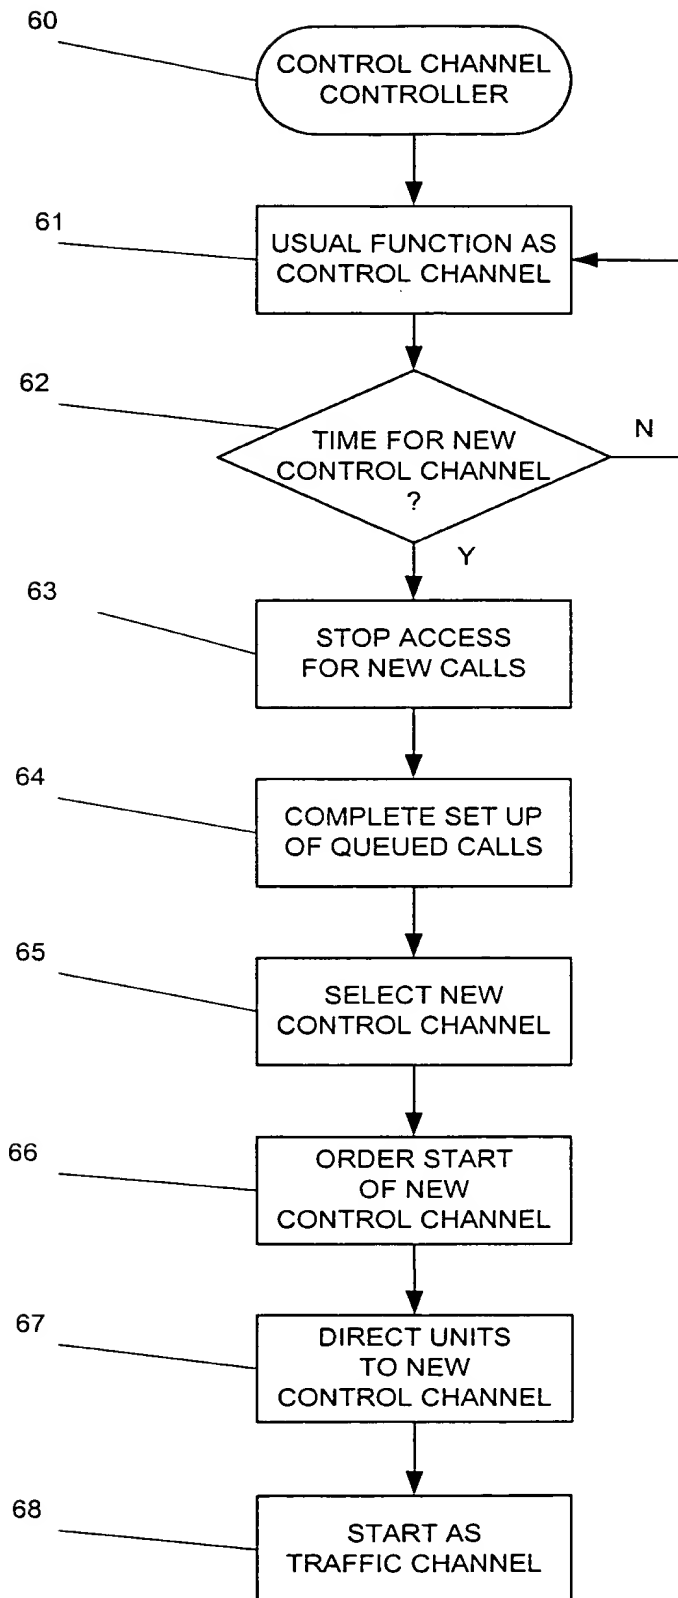 60
CONTROL CHANNEL
CONTROLLER
61
USUAL FUNCTION AS
CONTROL CHANNEL
62
TIME FOR NEW
CONTROL CHANNEL
?
N
Y
63
STOP ACCESS
FOR NEW CALLS
64
COMPLETE SET UP
OF QUEUED CALLS
65
SELECT NEW
CONTROL CHANNEL
66
ORDER START
OF NEW
CONTROL CHANNEL
67
DIRECT UNITS
TO NEW
CONTROL CHANNEL
68
START AS
TRAFFIC CHANNEL